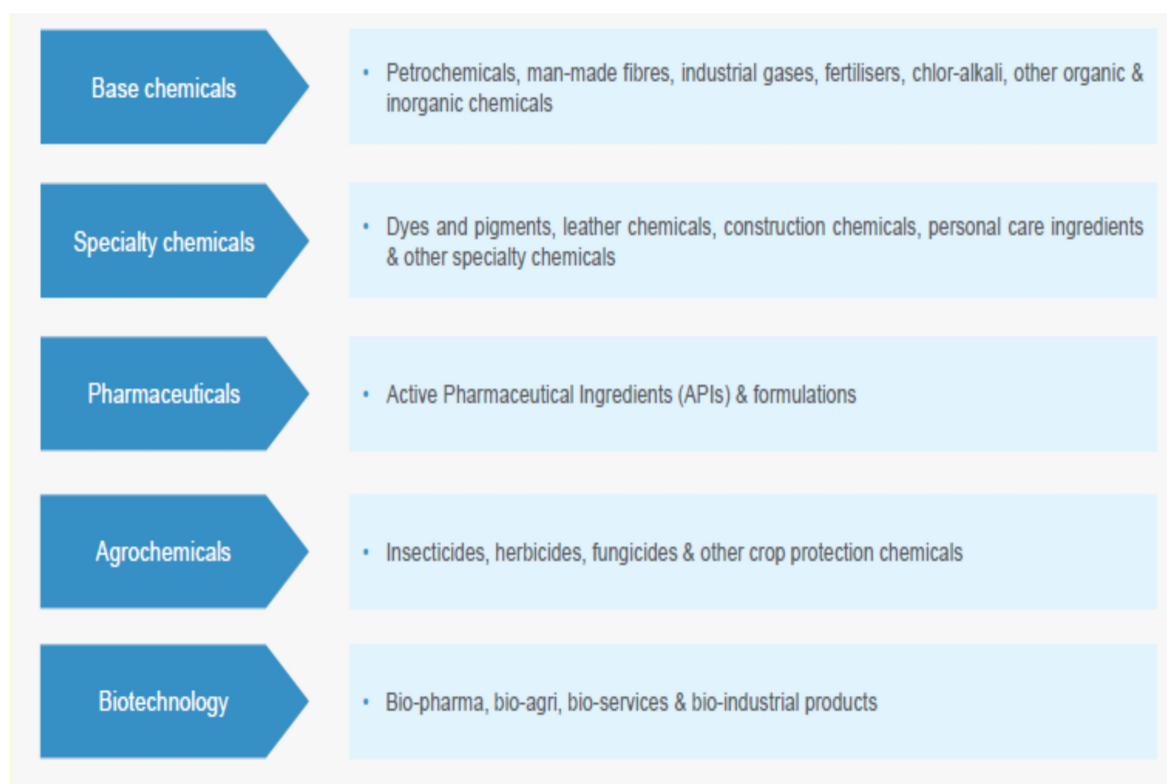 Base chemicals
• Petrochemicals, man-made fibres, industrial gases, fertilisers, chlor-alkali, other organic &
inorganic chemicals
Specialty chemicals
• Dyes and pigments, leather chemicals, construction chemicals, personal care ingredients
& other specialty chemicals
Pharmaceuticals
• Active Pharmaceutical Ingredients (APIs) & formulations
Agrochemicals
• Insecticides, herbicides, fungicides & other crop protection chemicals
Biotechnology
• Bio-pharma, bio-agri, bio-services & bio-industrial products